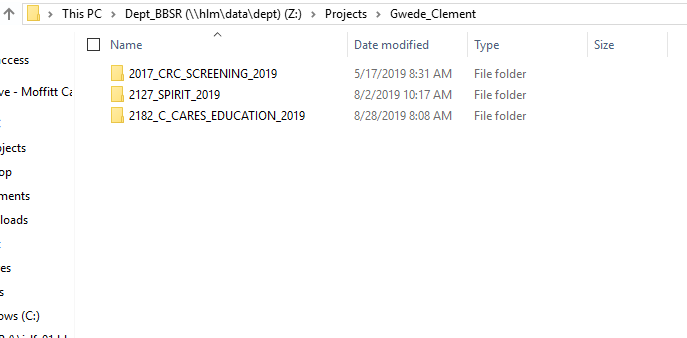 This PC > Dept_BBSR (\\hlm\data\dept) (Z:) > Projects > Gwede_Clement
Name Date modified Type Size
access
2017_CRC_SCREENING_2019 5/17/2019 8:31 AM File folder
ve - Moffitt Ca
2127_SPIRIT_2019 8/2/2019 10:17 AM File folder
2182_C_CARES_EDUCATION_2019 8/28/2019 8:08 AM File folder
ojects
op
ments
loads
es
s
ows (C:)